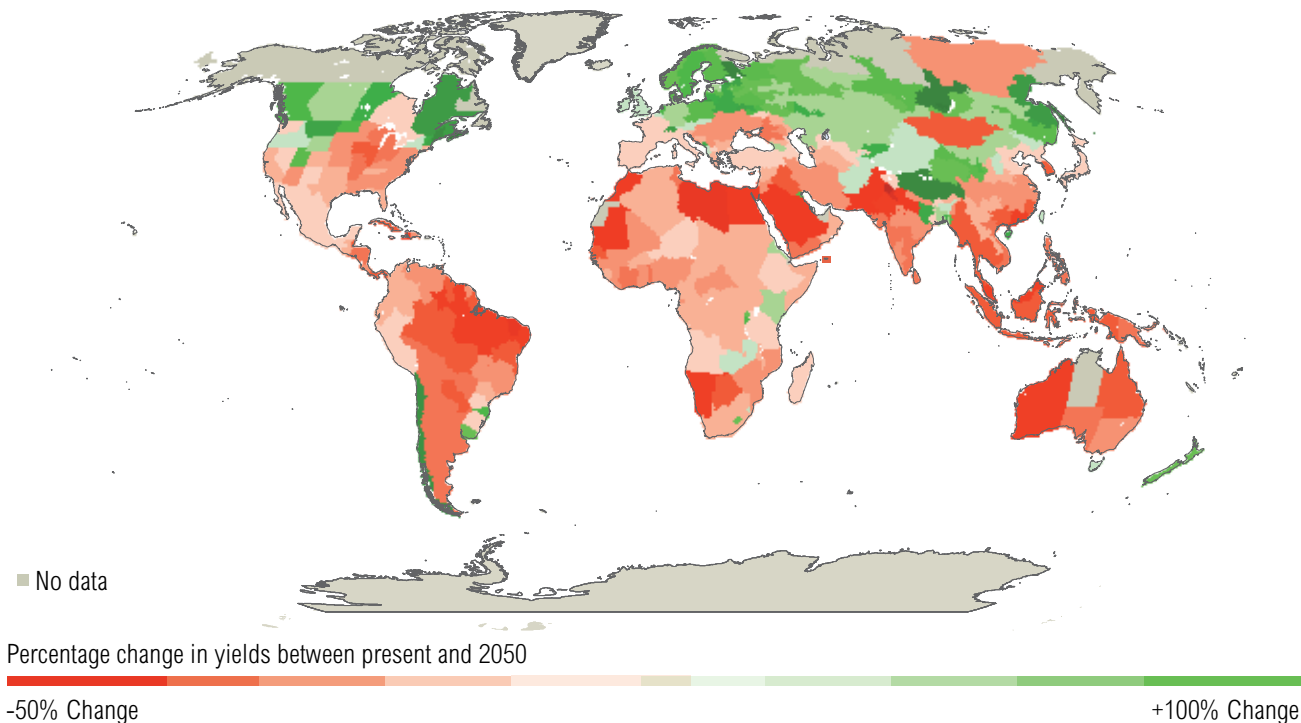 No data
Percentage change in yields between present and 2050
-50% Change
+100% Change